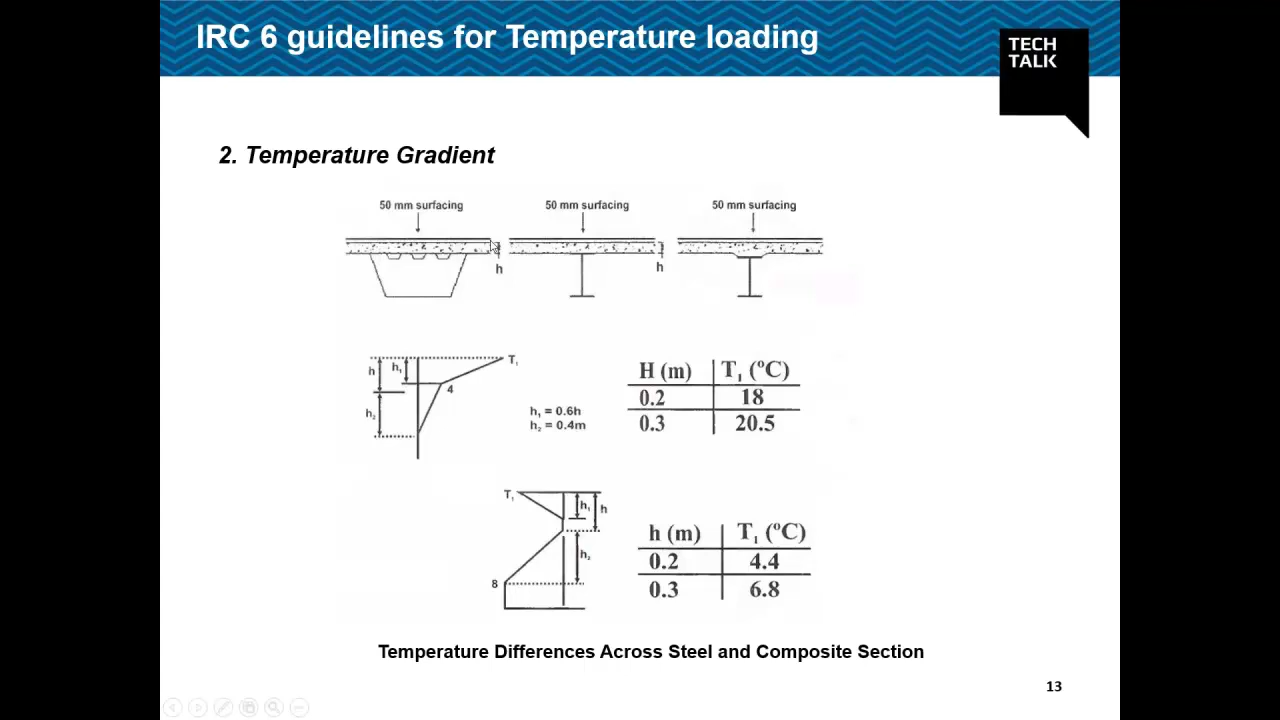 IRC 6 guidelines for Temperature loading
TECH
TALK
2. Temperature Gradient
50 mm surfacing
50 mm surfacing
50 mm surfacing
h
h
h
h₁
T₁
4
h₂
h₁ = 0.6h
h₂ = 0.4m
H (m) T₁ (ºC)
0.2 18
0.3 20.5
T₁
h₁
h
h₂
8
h (m) T₁ (ºC)
0.2 4.4
0.3 6.8
Temperature Differences Across Steel and Composite Section
13